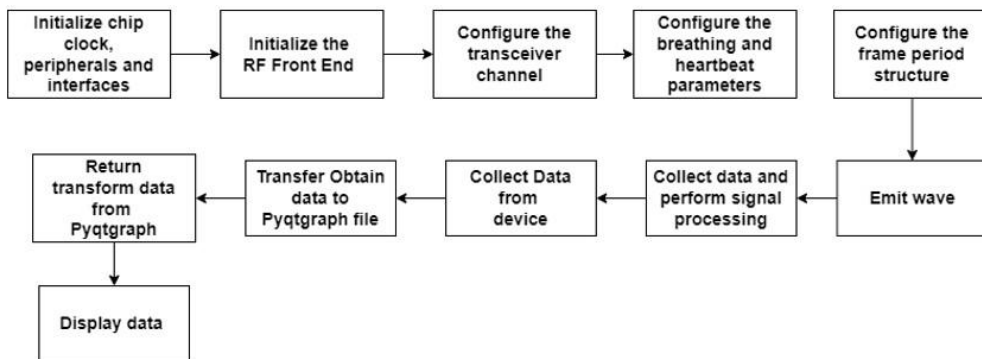 Initialize chip
clock,
peripherals and
interfaces
Initialize the
RF Front End
Configure the
transceiver
channel
Configure the
breathing and
heartbeat
parameters
Configure the
frame period
structure
Return
transform data
from
Pyqtgraph
Transfer Obtain
data to
Pyqtgraph file
Collect Data
from
device
Collect data and
perform signal
processing
Emit wave
Display data